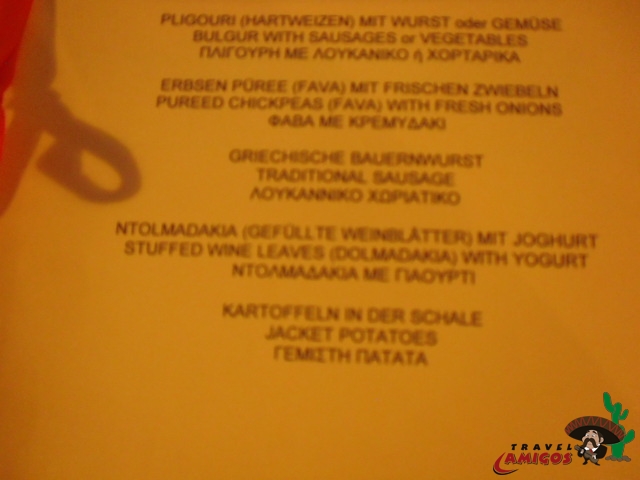 PLIGOURI (HARTWEIZEN) MIT WURST oder GEMÜSE
BULGUR WITH SAUSAGES or VEGETABLES
ΠΛΙΓΟΥΡΗ ΜΕ ΛΟΥΚΑΝΙΚΟ ή ΧΟΡΤΑΡΙΚΑ
ERBSEN PÜREE (FAVA) MIT FRISCHEN ZWIEBELN
PUREED CHICKPEAS (FAVA) WITH FRESH ONIONS
ΦΑΒΑ ΜΕ ΚΡΕΜΥΔΑΚΙ
GRIECHISCHE BAUERNWURST
TRADITIONAL SAUSAGE
ΛΟΥΚΑΝΝΙΚΟ ΧΩΡΙΑΤΙΚΟ
NTOLMADAKIA (GEFÜLLTE WEINBLÄTTER) MIT JOGHURT
STUFFED WINE LEAVES (DOLMADAKIA) WITH YOGURT
ΝΤΟΛΜΑΔΑΚΙΑ ΜΕ ΓΙΑΟΥΡΤΙ
KARTOFFELN IN DER SCHALE
JACKET POTATOES
ΓΕΜΙΣΤΗ ΠΑΤΑΤΑ
TRAVEL
AMIGOS